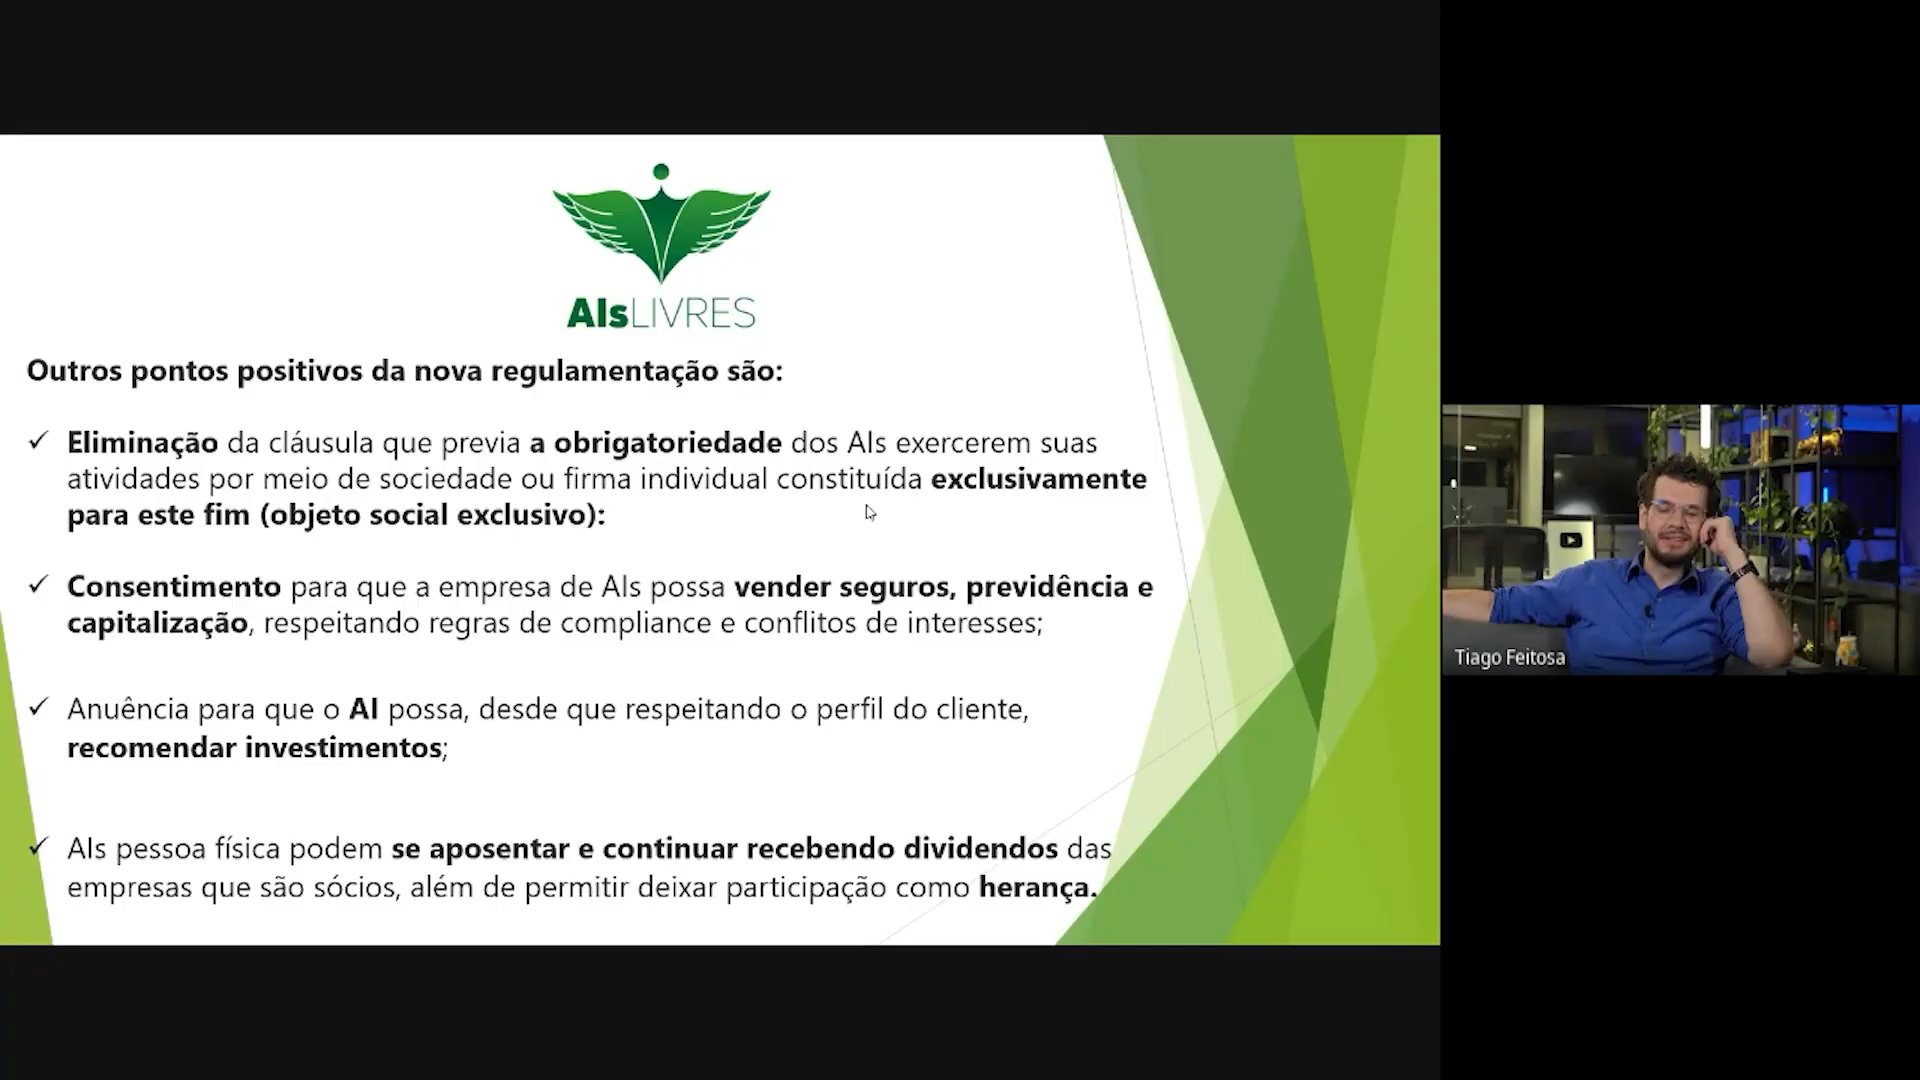 AIsLIVRES
Outros pontos positivos da nova regulamentação são:
✓ Eliminação da cláusula que previa a obrigatoriedade dos AIs exercerem suas
atividades por meio de sociedade ou firma individual constituída exclusivamente
para este fim (objeto social exclusivo):
✓ Consentimento para que a empresa de AIs possa vender seguros, previdência e
capitalização, respeitando regras de compliance e conflitos de interesses;
✓ Anuência para que o AI possa, desde que respeitando o perfil do cliente,
recomendar investimentos;
✓ AIs pessoa física podem se aposentar e continuar recebendo dividendos das
empresas que são sócios, além de permitir deixar participação como herança.
Tiago Feitosa